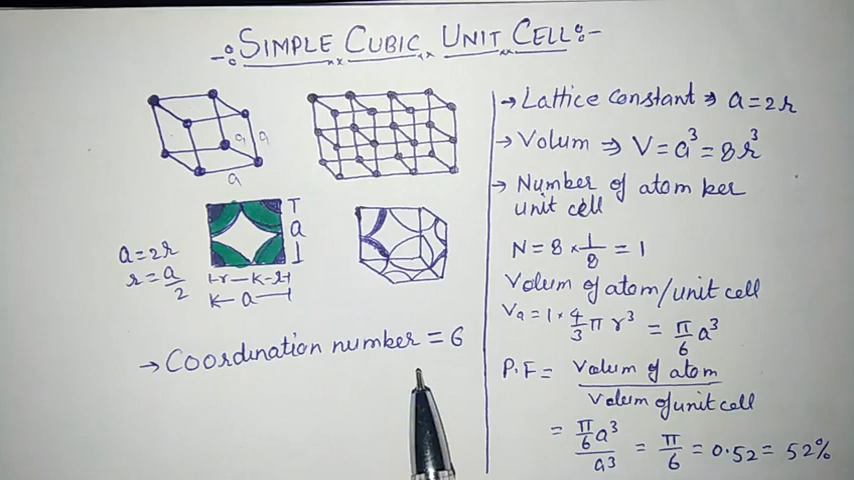 -: SIMPLE CUBIC UNIT CELL :-
a
a
a
T
a
⊥
a=2r
r=a/2
⊢r—k-r⊣
k— a —⊣
→ Coordination number = 6
→ Lattice constant ⇒ a=2r
→ Volum ⇒ V = a³ = 8r³
→ Number of atom ker
unit cell
N = 8 × 1/8 = 1
Volum of atom/unit cell
Va = 1 × 4/3 π r³ = π/6 a³
P.F = Volum of atom / Volum of unit cell
= π/6 a³ / a³ = π/6 = 0.52 = 52%